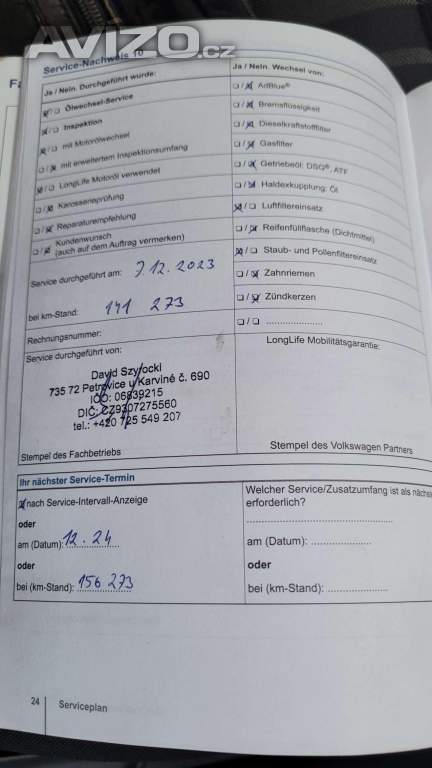 AVIZO.cz
Service-Nachweis 10
Ja / Nein. Durchgeführt wurde:
☒/☐ Ölwechsel-Service
☒/☐ Inspektion
☒/☐ mit Motorölwechsel
☐/☒ mit erweitertem Inspektionsumfang
☒/☐ LongLife Motoröl verwendet
☐/☒ Karosserieprüfung
☐/☒ Reparaturempfehlung
☐/☒ Kundenwunsch
(auch auf dem Auftrag vermerken)
Service durchgeführt am: 7.12.2023
bei km-Stand: 141 273
Rechnungsnummer:
Service durchgeführt von:
David Szyrocki
735 72 Petrovice u Karviné č. 690
IČO: 06839215
DIČ: CZ9307275560
tel.: +420 725 549 207
Stempel des Fachbetriebs
Ja / Nein. Wechsel von:
☐/☒ AdBlue®
☐/☒ Bremsflüssigkeit
☐/☒ Dieselkraftstofffilter
☐/☒ Gasfilter
☐/☒ Getriebeöl: DSG®, ATF
☐/☒ Haldexkupplung: Öl
☒/☐ Luftfiltereinsatz
☐/☒ Reifenfüllflasche (Dichtmittel)
☒/☐ Staub- und Pollenfiltereinsatz
☐/☒ Zahnriemen
☐/☒ Zündkerzen
☐/☐ ....................
LongLife Mobilitätsgarantie:
Stempel des Volkswagen Partners
Ihr nächster Service-Termin
☒ nach Service-Intervall-Anzeige
oder
am (Datum): 12.24
oder
bei (km-Stand): 156 273
Welcher Service/Zusatzumfang ist als nächs
erforderlich?
am (Datum): ....................
oder
bei (km-Stand): ....................
24 Serviceplan